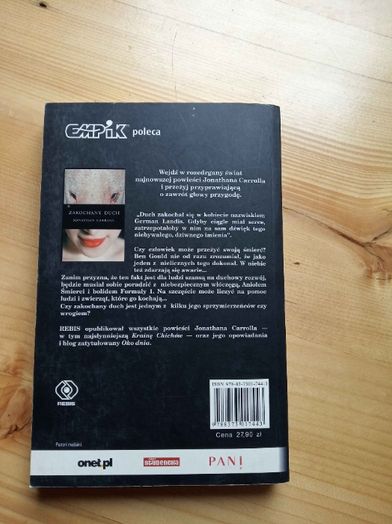 EMPiK poleca
Wejdź w rozedrgany świat
najnowszej powieści Jonathana Carrolla
i przeżyj przyprawiającą
o zawrót głowy przygodę.
ZAKOCHANY DUCH
JONATHAN CARROLL
„Duch zakochał się w kobiecie nazwiskiem
German Landis. Gdyby ciągle miał serce,
zatrzepotałoby w nim na sam dźwięk tego
niebywałego, dziwnego imienia".
Czy człowiek może przeżyć swoją śmierć?
Ben Gould nie od razu zrozumiał, że jako
jeden z nielicznych tego dokonał. W niebie
też zdarzają się awarie...
Zanim przyzna, że ten fakt jest dla ludzi szansą na duchowy rozwój,
będzie musiał sobie poradzić z niebezpiecznym włóczęgą, Aniołem
Śmierci i bolidem Formuły 1. Na szczęście może liczyć na pomoc
ludzi i zwierząt, które go kochają...
Czy zakochany duch jest jednym z kilku jego sprzymierzeńców czy
wrogiem?
REBIS opublikował wszystkie powieści Jonathana Carrolla —
w tym najsłynniejszą Krainę Chichów — oraz jego opowiadania
i blog zatytułowany Oko dnia.
REBIS
ISBN 978-83-7301-744-3
9788373017443
Cena 27,90 zł
Patroni medialni
onet.pl
studencka
PANI